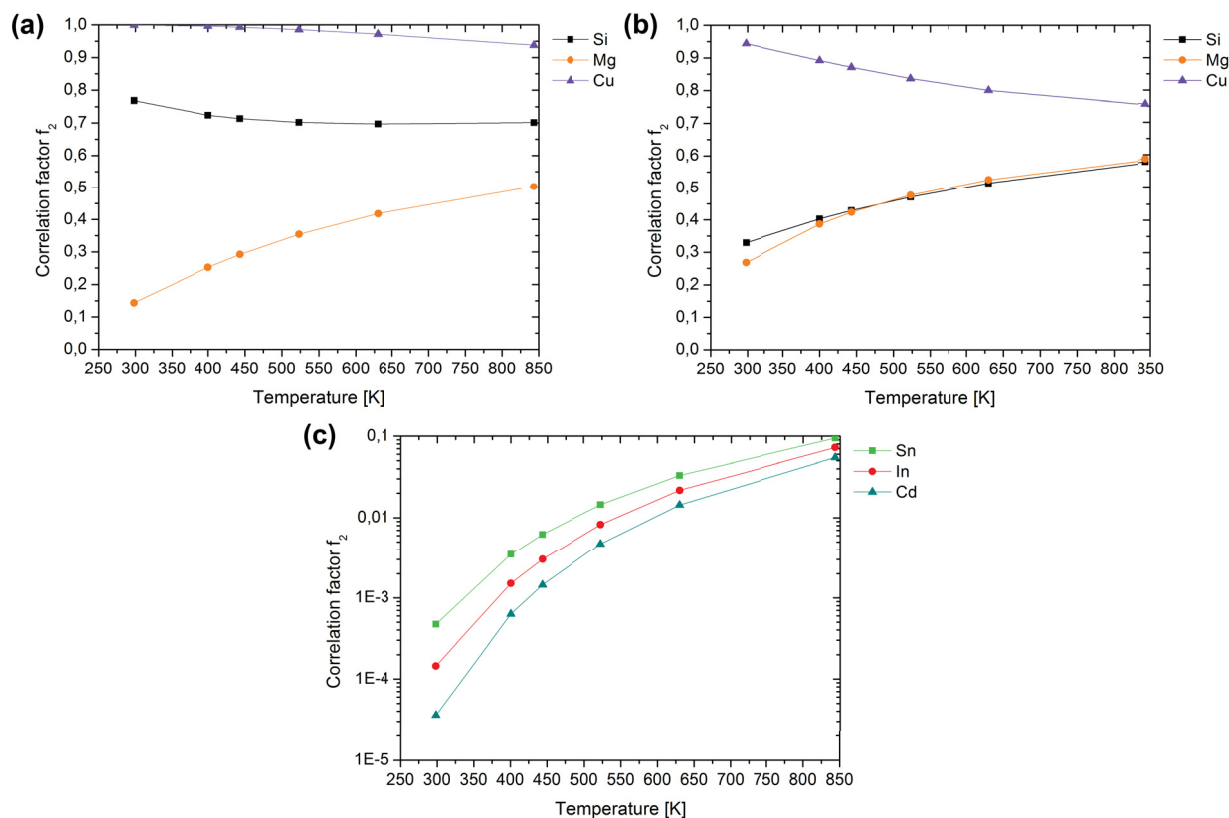 (a)
1,0
0,9
0,8
0,7
0,6
0,5
0,4
0,3
0,2
0,1
0,0
Correlation factor f2
250 300 350 400 450 500 550 600 650 700 750 800 850
Temperature [K]
Si
Mg
Cu
(b)
1,0
0,9
0,8
0,7
0,6
0,5
0,4
0,3
0,2
0,1
0,0
Correlation factor f2
250 300 350 400 450 500 550 600 650 700 750 800 850
Temperature [K]
Si
Mg
Cu
(c)
0,1
0,01
1E-3
1E-4
1E-5
Correlation factor f2
250 300 350 400 450 500 550 600 650 700 750 800 850
Temperature [K]
Sn
In
Cd